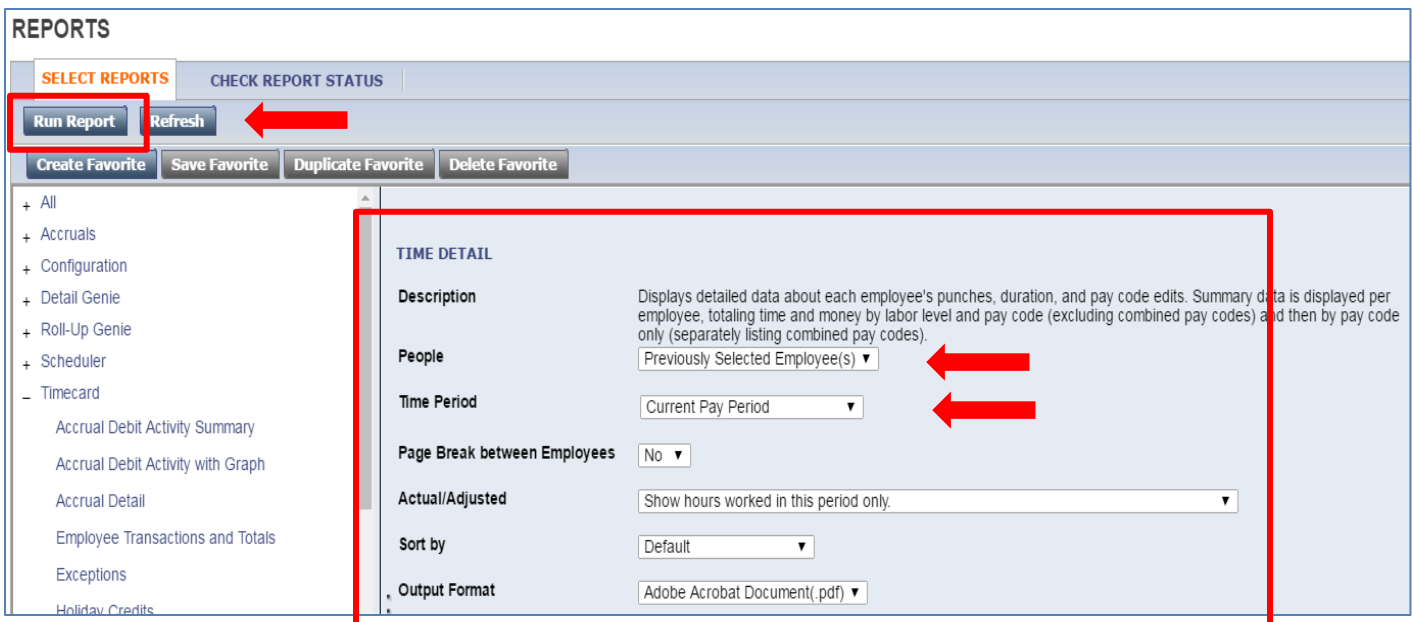 REPORTS
SELECT REPORTS CHECK REPORT STATUS
Run Report Refresh
Create Favorite Save Favorite Duplicate Favorite Delete Favorite
+ All
+ Accruals
+ Configuration
+ Detail Genie
+ Roll-Up Genie
+ Scheduler
− Timecard
Accrual Debit Activity Summary
Accrual Debit Activity with Graph
Accrual Detail
Employee Transactions and Totals
Exceptions
Holiday Credits
TIME DETAIL
Description Displays detailed data about each employee's punches, duration, and pay code edits. Summary data is displayed per
employee, totaling time and money by labor level and pay code (excluding combined pay codes) and then by pay code
only (separately listing combined pay codes).
People Previously Selected Employee(s)
Time Period Current Pay Period
Page Break between Employees No
Actual/Adjusted Show hours worked in this period only.
Sort by Default
Output Format Adobe Acrobat Document(.pdf)